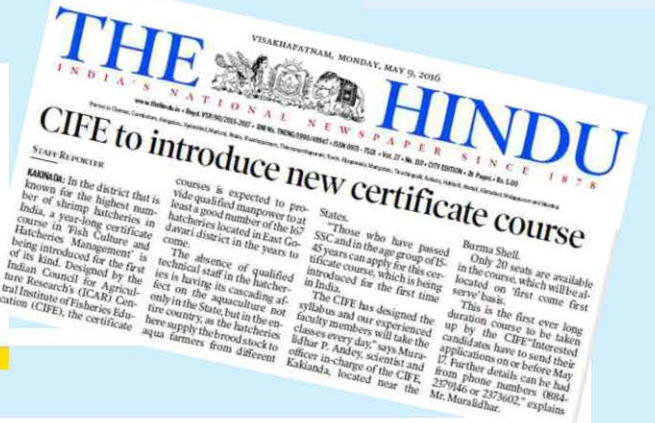 VISAKHAPATNAM, MONDAY, MAY 9, 2016
THE HINDU
INDIA'S NATIONAL NEWSPAPER SINCE 1878
CIFE to introduce new certificate course
STAFF REPORTER
KAKINADA: In the district that is
known for the highest num-
ber of shrimp hatcheries in
India, a year-long certificate
course in 'Fish Culture and
Hatcheries Management' is
being introduced for the first
of its kind. Designed by the
Indian Council for Agricul-
ture Research's (ICAR) Cen-
tral Institute of Fisheries Edu-
cation (CIFE), the certificate
courses is expected to pro-
vide qualified manpower to at
least a good number of the 167
hatcheries located in East Go-
davari district in the years to
come.
The absence of qualified
technical staff in the hatcher-
ies is having its cascading af-
fect on the aquaculture not
only in the State, but in the en-
tire country, as the hatcheries
here supply the brood stock to
aqua farmers from different
States.
"Those who have passed
SSC and in the age group of 15-
45 years can apply for this cer-
tificate course, which is being
introduced for the first time
in India.
The CIFE has designed the
syllabus and our experienced
faculty members will take the
classes every day," says Mura-
lidhar P. Andey, scientist and
officer in-charge of the CIFE,
Kakianda, located near the
Burma Shell.
Only 20 seats are available
in the course, which will be al-
located on 'first come first
serve' basis.
This is the first ever long
duration course to be taken
up by the CIFE "Interested
candidates have to send their
applications on or before May
17. Further details can be had
from phone numbers 0884-
2379146 or 2373602," explains
Mr. Muralidhar.